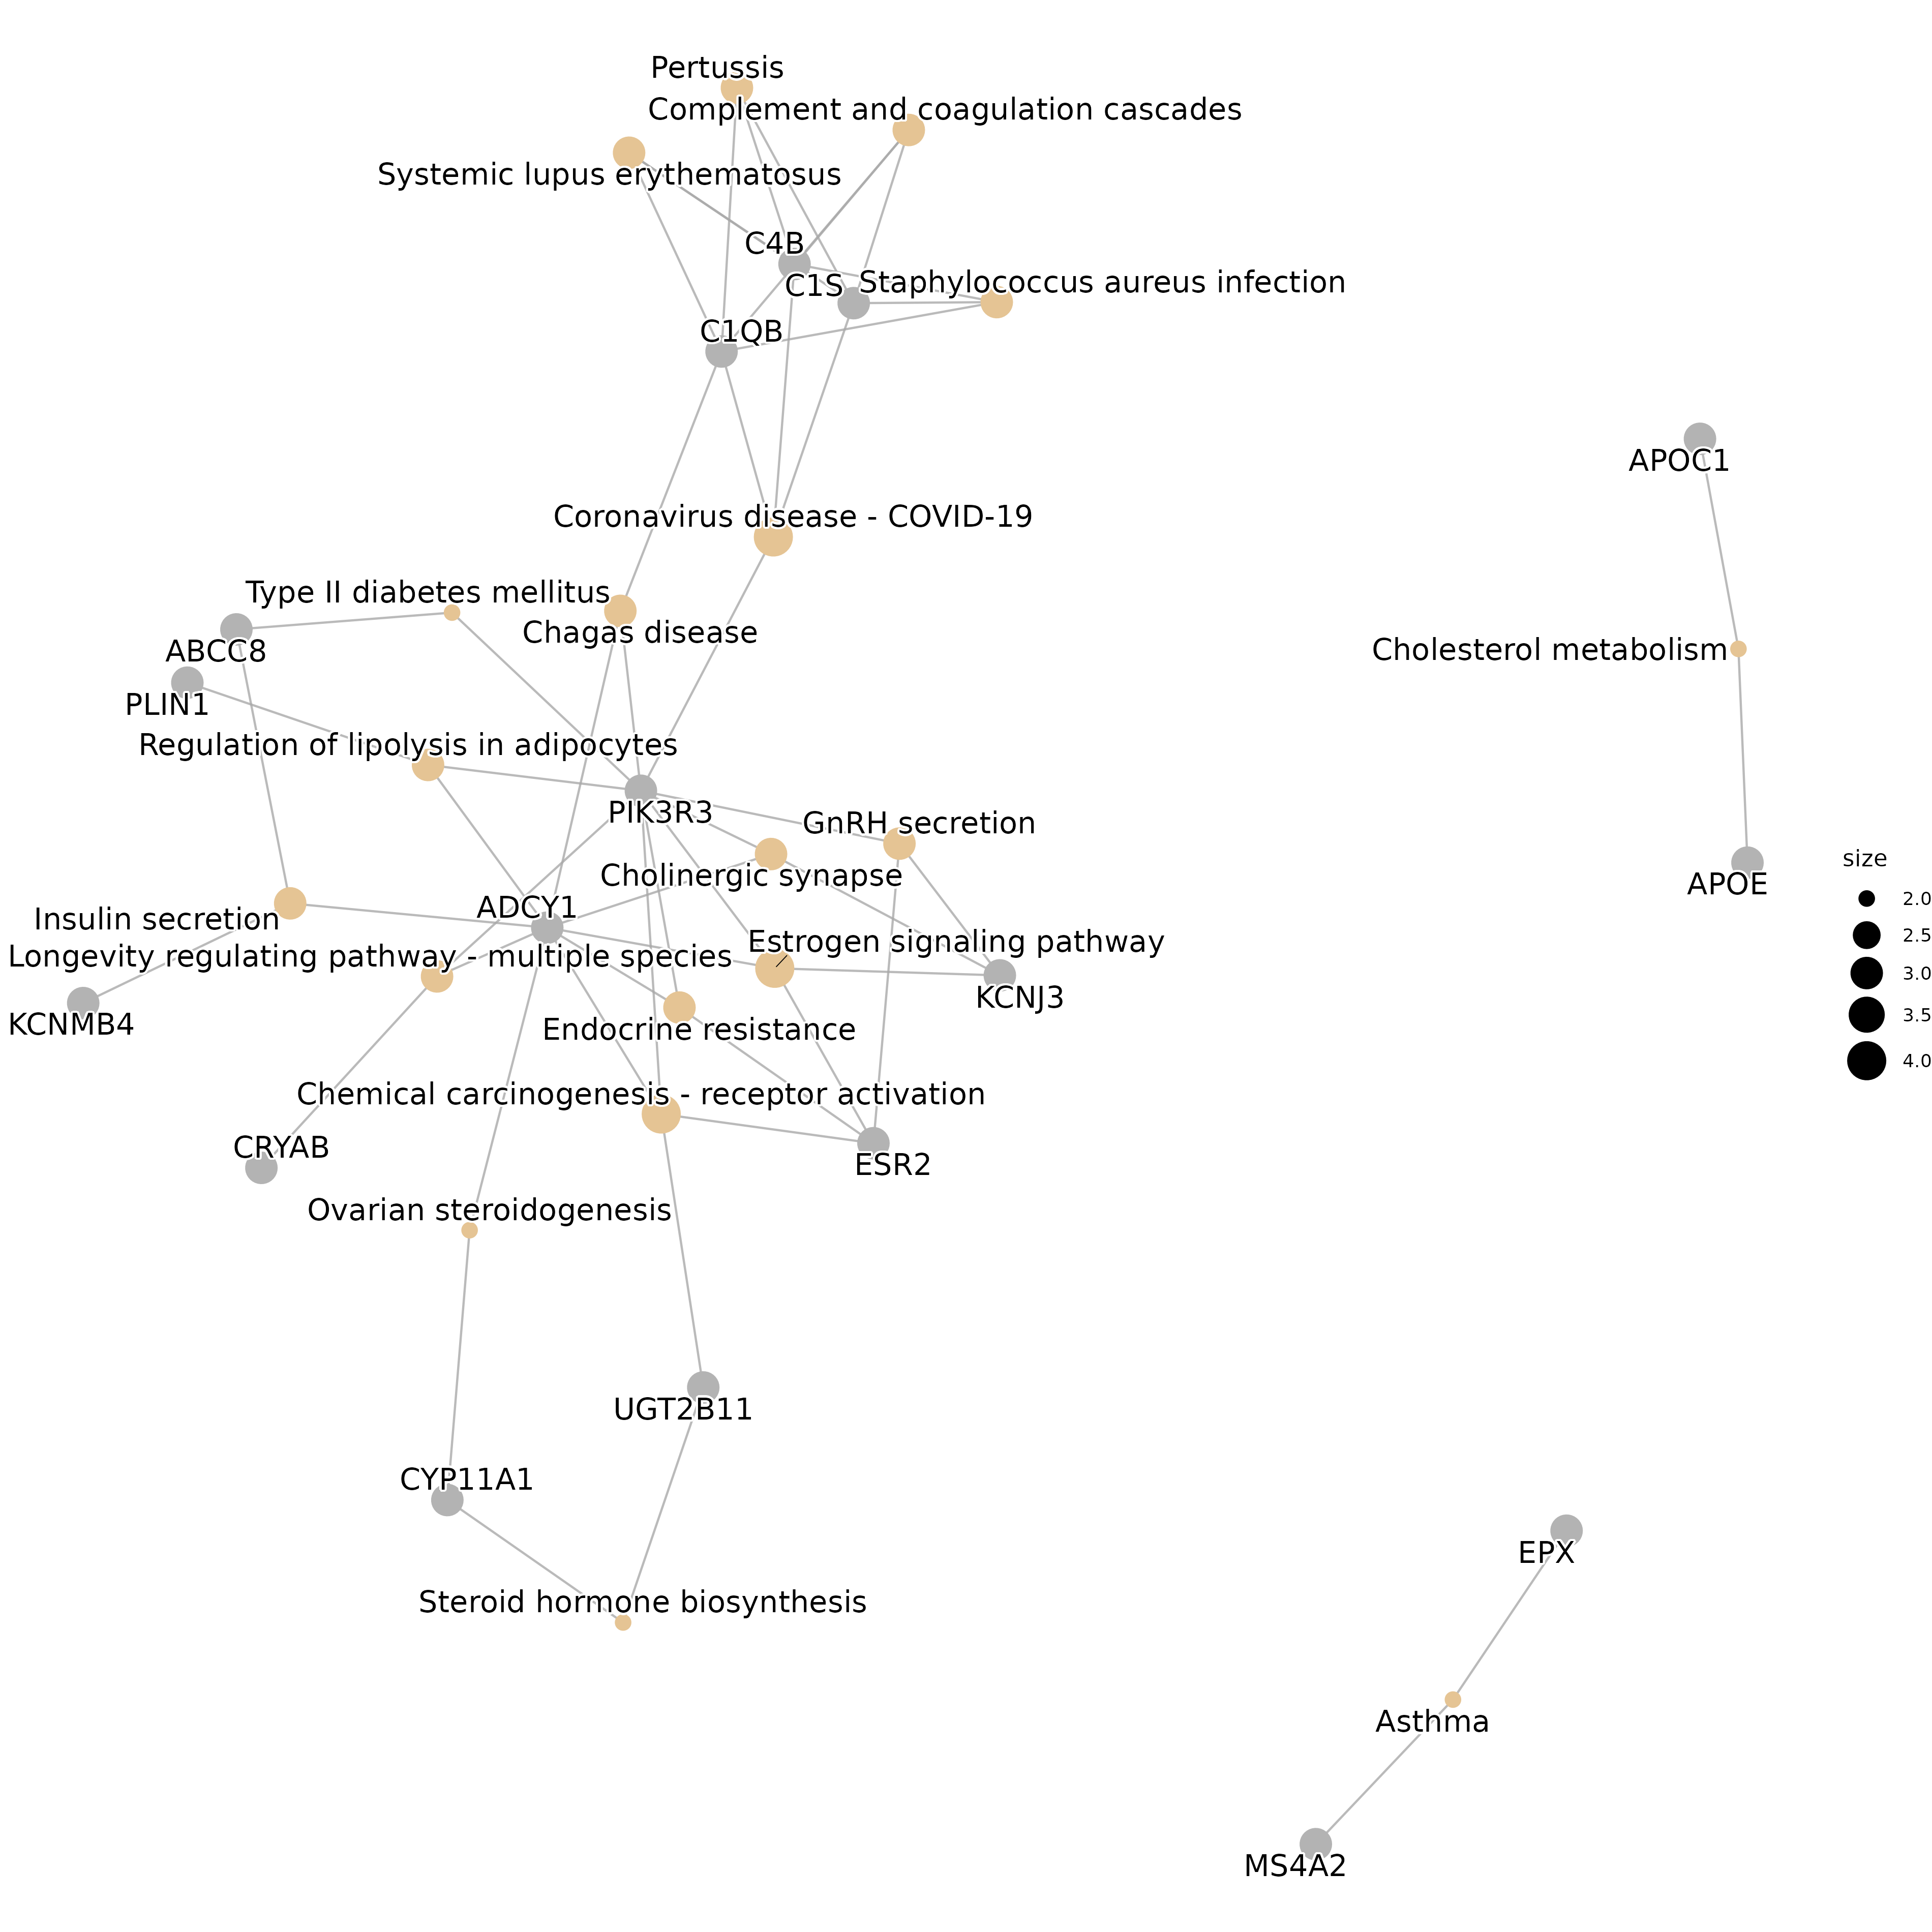 Pertussis
Complement and coagulation cascades
Systemic lupus erythematosus
C4B
C1S
Staphylococcus aureus infection
C1QB
APOC1
Coronavirus disease - COVID-19
Type II diabetes mellitus
Chagas disease
ABCC8
Cholesterol metabolism
PLIN1
Regulation of lipolysis in adipocytes
PIK3R3
GnRH secretion
Cholinergic synapse
APOE
size
2.0
2.5
3.0
3.5
4.0
ADCY1
Insulin secretion
Estrogen signaling pathway
Longevity regulating pathway - multiple species
KCNJ3
KCNMB4
Endocrine resistance
Chemical carcinogenesis - receptor activation
CRYAB
ESR2
Ovarian steroidogenesis
UGT2B11
CYP11A1
EPX
Steroid hormone biosynthesis
Asthma
MS4A2